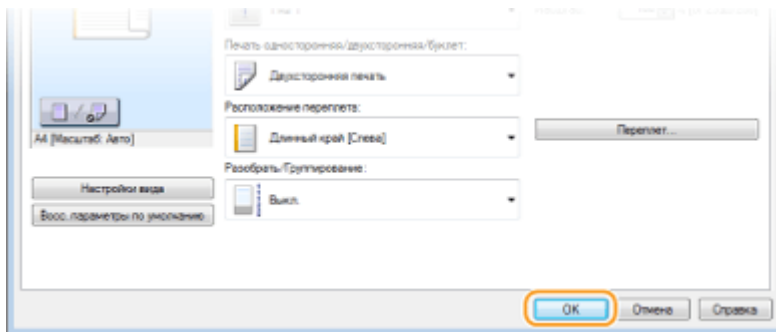 Печать односторонняя/двухсторонняя/буклет:
Двухсторонняя печать
Расположение переплета:
A4 [Масштаб: Авто]
Длинный край [Слева]
Переплет...
Разобрать/Группирование:
Настройки вида
Выкл.
Восс. параметры по умолчанию
OK
Отмена
Справка